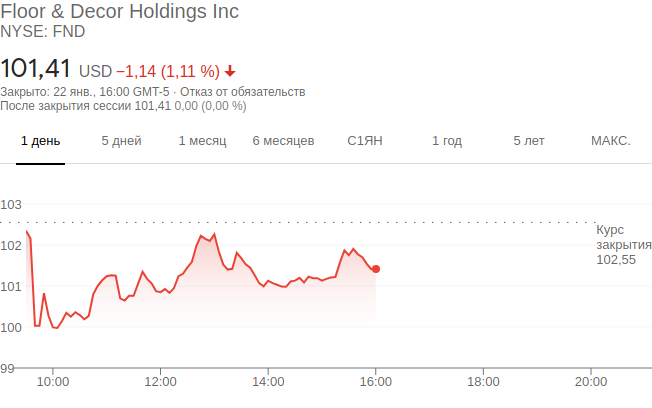 Floor & Decor Holdings Inc
NYSE: FND
101,41 USD −1,14 (1,11 %)
Закрыто: 22 янв., 16:00 GMT-5 · Отказ от обязательств
После закрытия сессии 101,41 0,00 (0,00 %)
1 день 5 дней 1 месяц 6 месяцев С1ЯН 1 год 5 лет МАКС.
103
Курс
102 закрытия
102,55
101
100
99
10:00 12:00 14:00 16:00 18:00 20:00